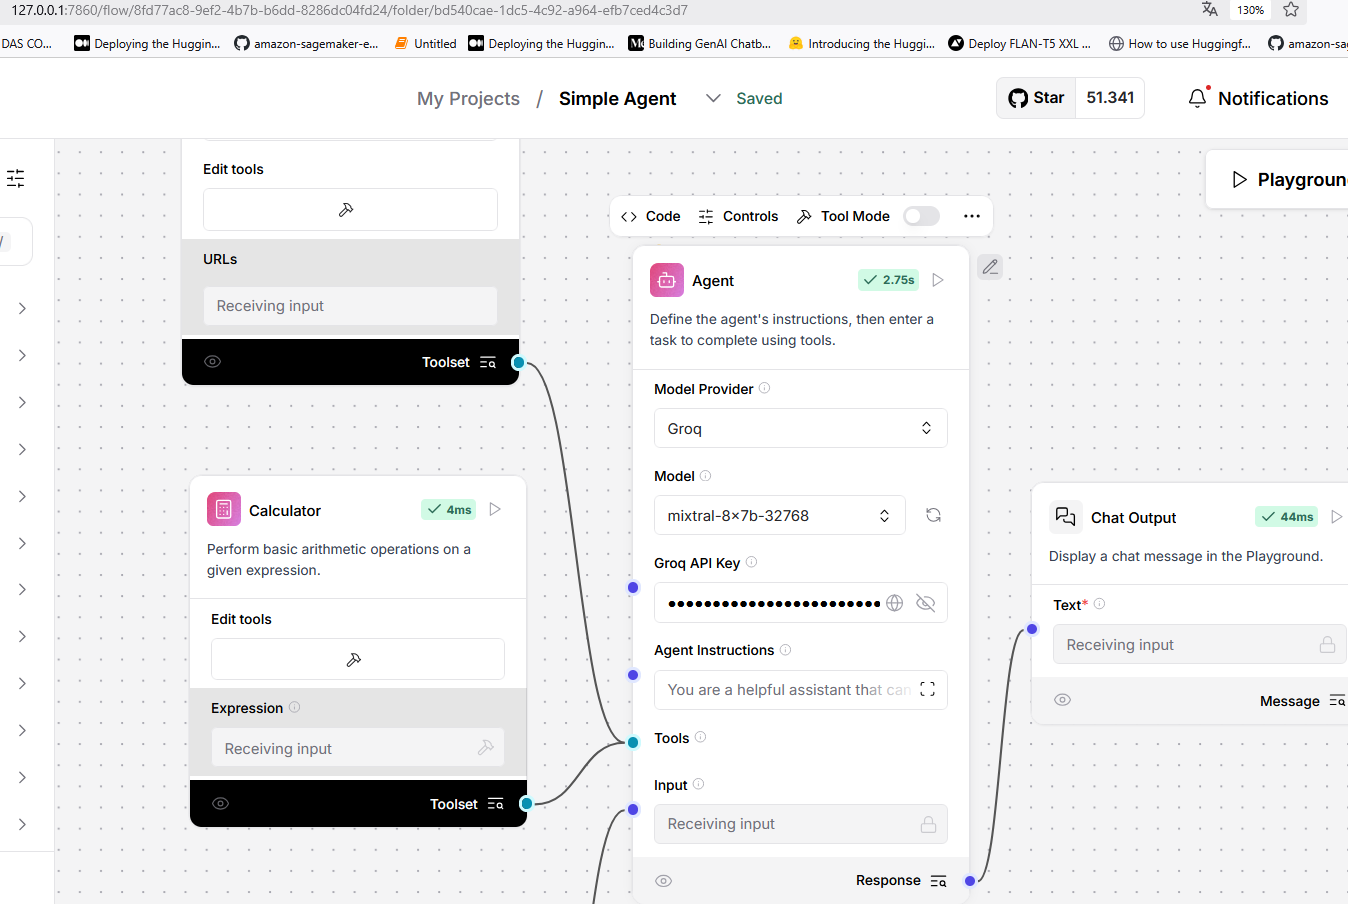 127.0.0.1:7860/flow/8fd77ac8-9ef2-4b7b-b6dd-8286dc04fd24/folder/bd540cae-1dc5-4c92-a964-efb7ced4c3d7
130%
DAS CO...
Deploying the Huggin...
amazon-sagemaker-e...
Untitled
Deploying the Huggin...
Building GenAI Chatb...
Introducing the Huggi...
Deploy FLAN-T5 XXL ...
How to use Huggingf...
amazon-sag
My Projects / Simple Agent
Saved
Star 51.341
Notifications
Playgroun
Edit tools
URLs
Receiving input
Toolset
Code
Controls
Tool Mode
Agent
2.75s
Define the agent's instructions, then enter a
task to complete using tools.
Model Provider
Groq
Model
mixtral-8x7b-32768
Groq API Key
Agent Instructions
You are a helpful assistant that can
Tools
Input
Receiving input
Response
Calculator
4ms
Perform basic arithmetic operations on a
given expression.
Edit tools
Expression
Receiving input
Toolset
Chat Output
44ms
Display a chat message in the Playground.
Text*
Receiving input
Message